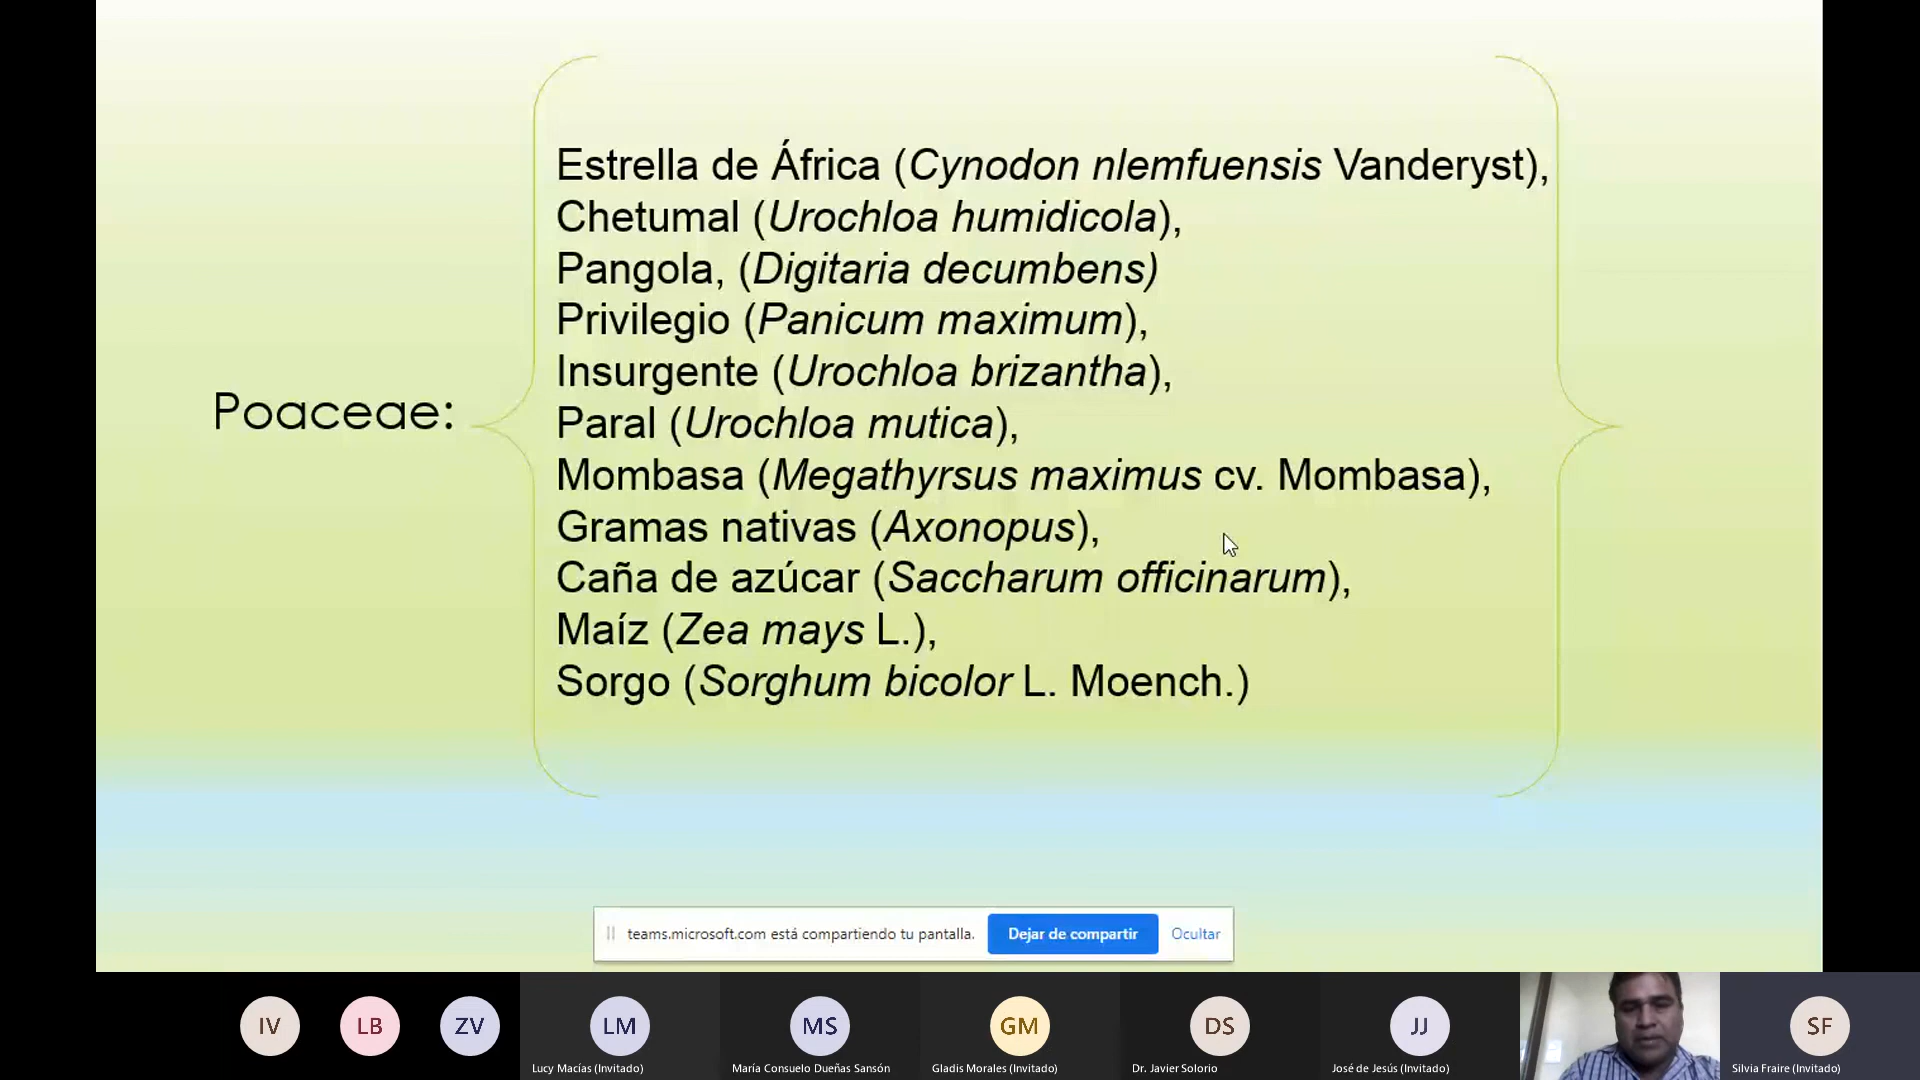 Estrella de África (Cynodon nlemfuensis Vanderyst),
Chetumal (Urochloa humidicola),
Pangola, (Digitaria decumbens)
Privilegio (Panicum maximum),
Insurgente (Urochloa brizantha),
Poaceae:
Paral (Urochloa mutica),
Mombasa (Megathyrsus maximus cv. Mombasa),
Gramas nativas (Axonopus),
Caña de azúcar (Saccharum officinarum),
Maíz (Zea mays L.),
Sorgo (Sorghum bicolor L. Moench.)
teams.microsoft.com está compartiendo tu pantalla. Dejar de compartir Ocultar
IV LB ZV LM MS GM DS JJ SF
Lucy Macías (Invitado) María Consuelo Dueñas Sansón Gladis Morales (Invitado) Dr. Javier Solorio José de Jesús (Invitado) Silvia Fraire (Invitado)